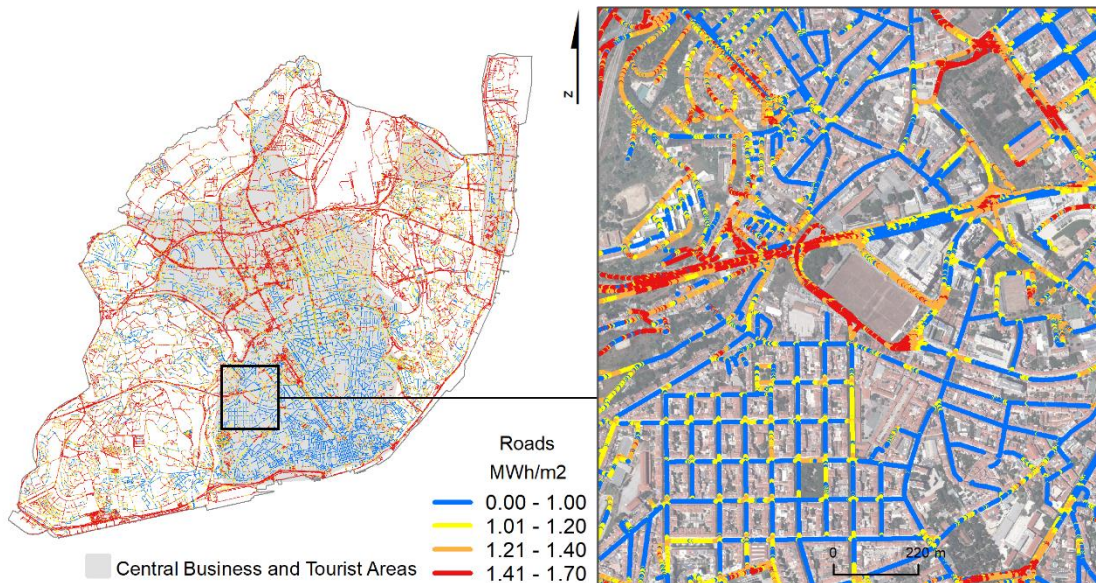 z
Roads
MWh/m2
0.00 - 1.00
1.01 - 1.20
1.21 - 1.40
1.41 - 1.70
Central Business and Tourist Areas
0 220 m